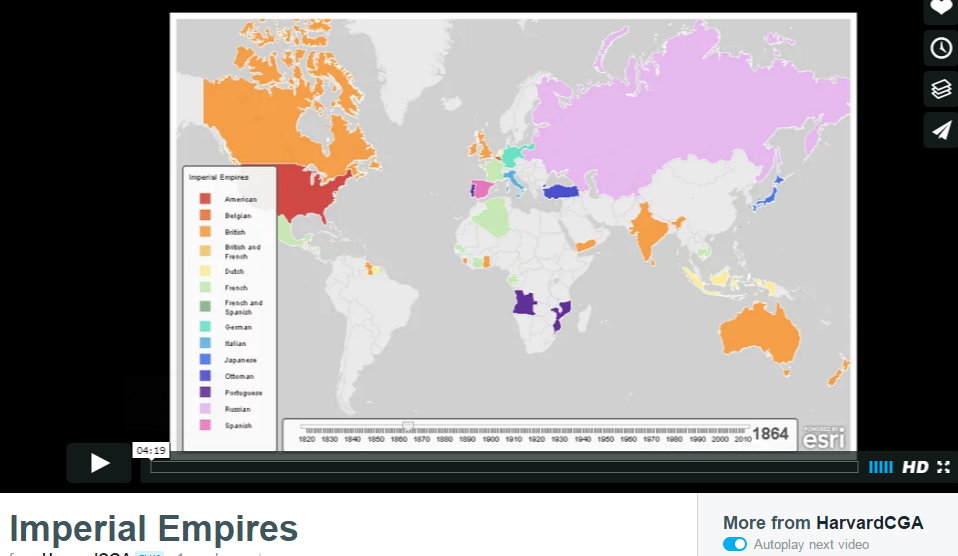 Imperial Empires
American
Belgian
British
British and
French
Dutch
French
French and
Spanish
German
Italian
Japanese
Ottoman
Portuguese
Russian
Spanish
1820 1830 1840 1850 1860 1870 1880 1890 1900 1910 1920 1930 1940 1950 1960 1970 1980 1990 2000 2010
1864
POWERED BY
esri
04:19
HD
Imperial Empires
More from HarvardCGA
Autoplay next video